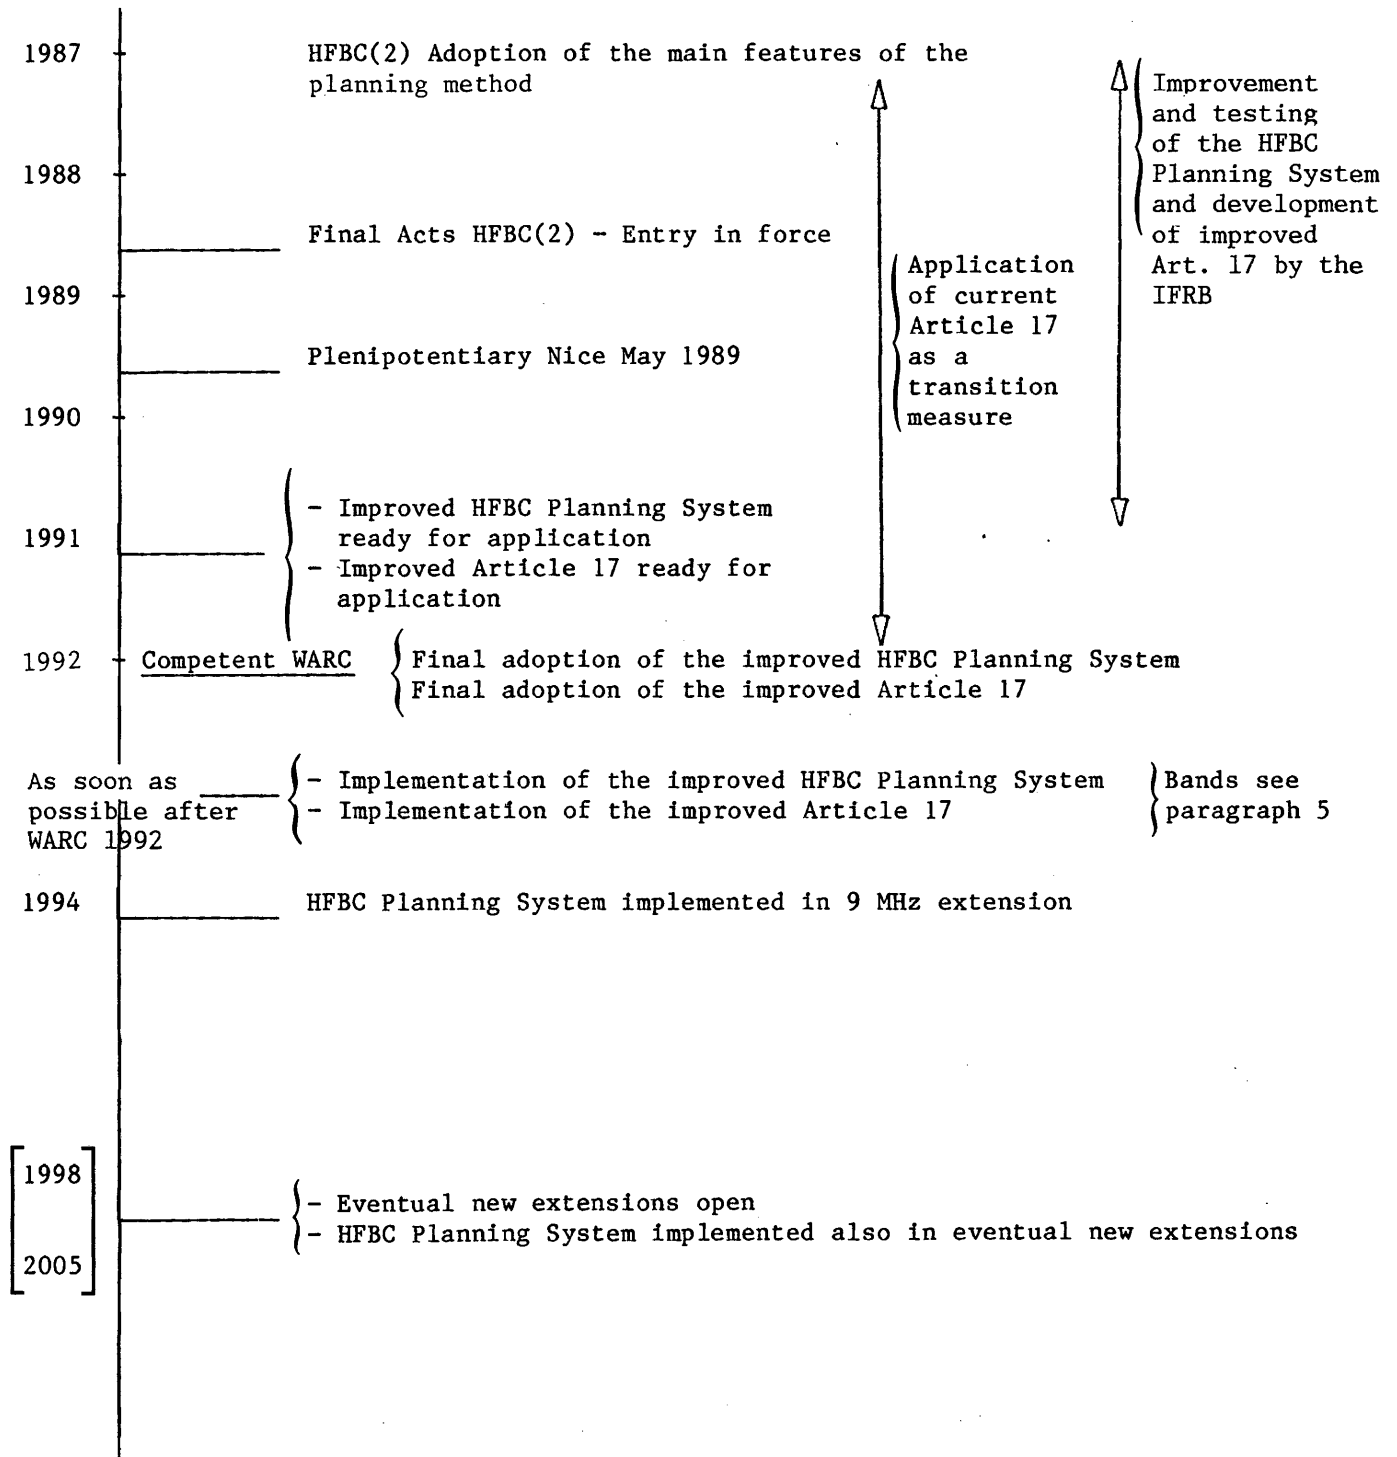 1987
HFBC(2) Adoption of the main features of the
planning method
Improvement
and testing
of the HFBC
Planning System
and development
of improved
Art. 17 by the
IFRB
1988
Final Acts HFBC(2) - Entry in force
Application
of current
Article 17
as a
transition
measure
1989
Plenipotentiary Nice May 1989
1990
1991
- Improved HFBC Planning System
ready for application
- Improved Article 17 ready for
application
1992
Competent WARC
Final adoption of the improved HFBC Planning System
Final adoption of the improved Article 17
As soon as
possible after
WARC 1992
- Implementation of the improved HFBC Planning System
- Implementation of the improved Article 17
Bands see
paragraph 5
1994
HFBC Planning System implemented in 9 MHz extension
1998
2005
- Eventual new extensions open
- HFBC Planning System implemented also in eventual new extensions